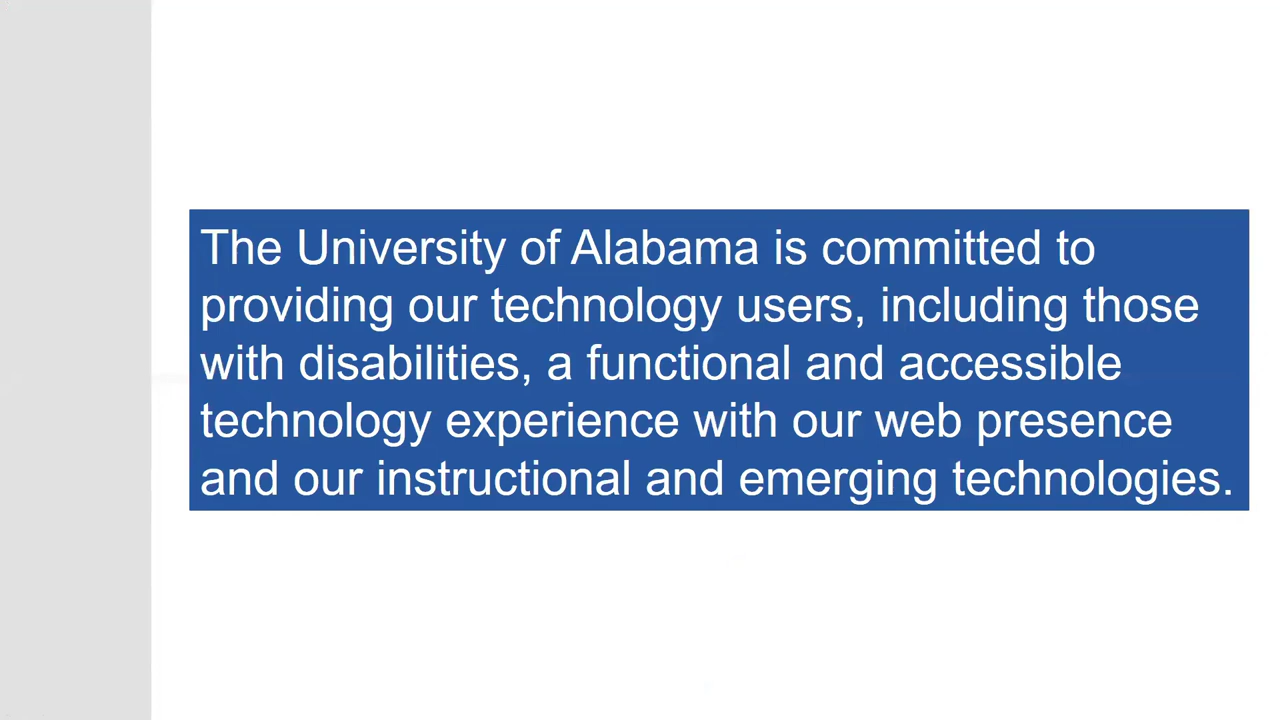 The University of Alabama is committed to
providing our technology users, including those
with disabilities, a functional and accessible
technology experience with our web presence
and our instructional and emerging technologies.